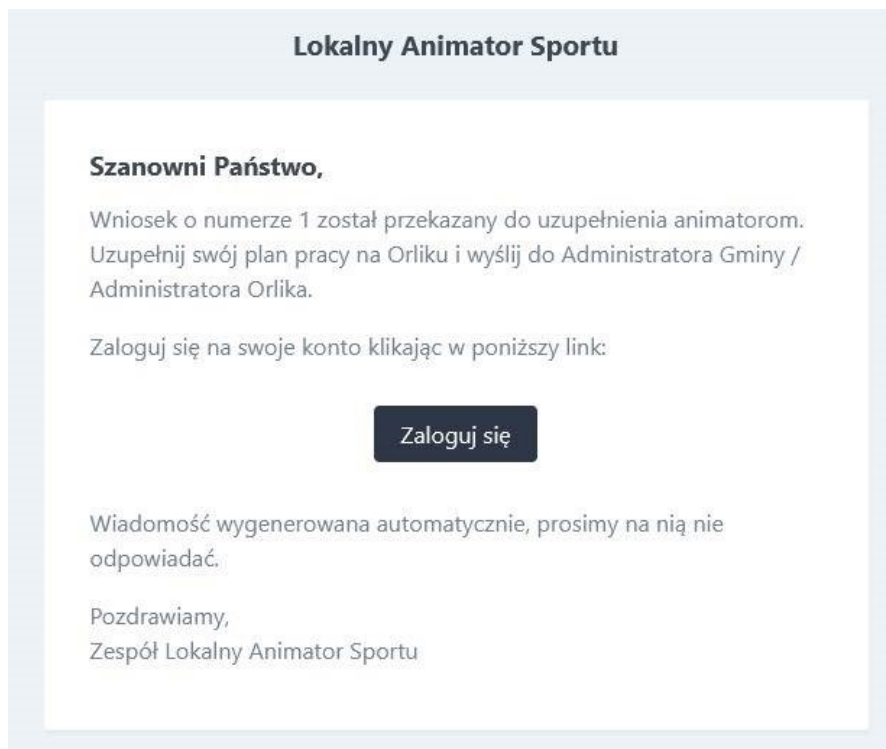 Lokalny Animator Sportu
Szanowni Państwo,
Wniosek o numerze 1 został przekazany do uzupełnienia animatorom.
Uzupełnij swój plan pracy na Orliku i wyślij do Administratora Gminy /
Administratora Orlika.
Zaloguj się na swoje konto klikając w poniższy link:
Zaloguj się
Wiadomość wygenerowana automatycznie, prosimy na nią nie
odpowiadać.
Pozdrawiamy,
Zespół Lokalny Animator Sportu